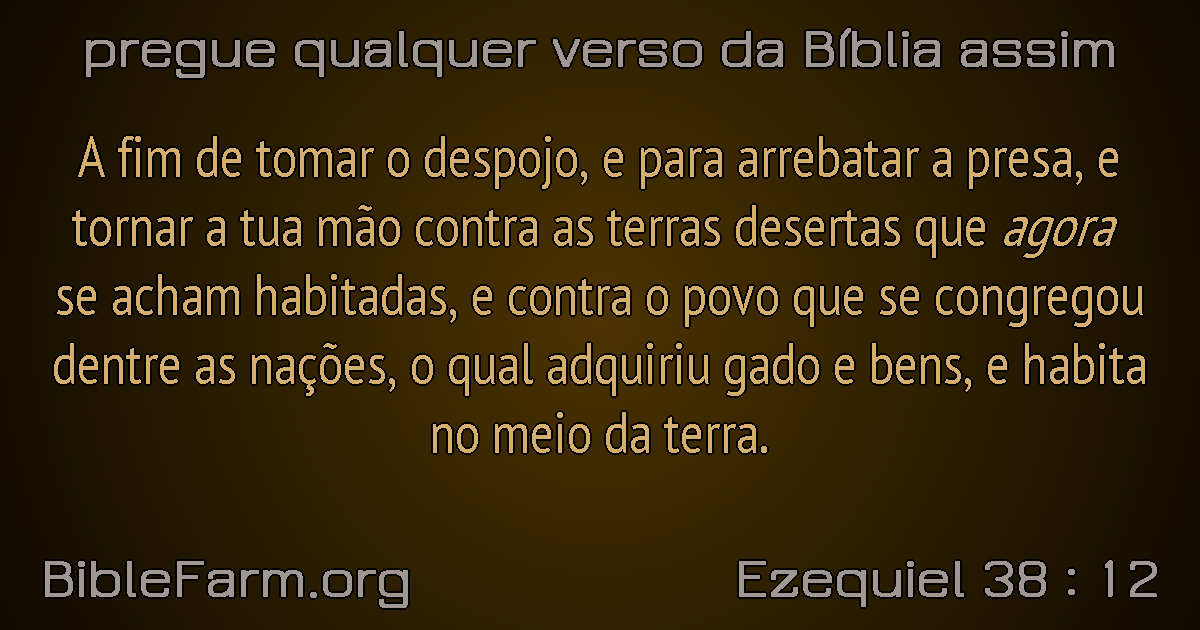 pregue qualquer verso da Bíblia assim
A fim de tomar o despojo, e para arrebatar a presa, e
tornar a tua mão contra as terras desertas que agora
se acham habitadas, e contra o povo que se congregou
dentre as nações, o qual adquiriu gado e bens, e habita
no meio da terra.
BibleFarm.org
Ezequiel 38 : 12